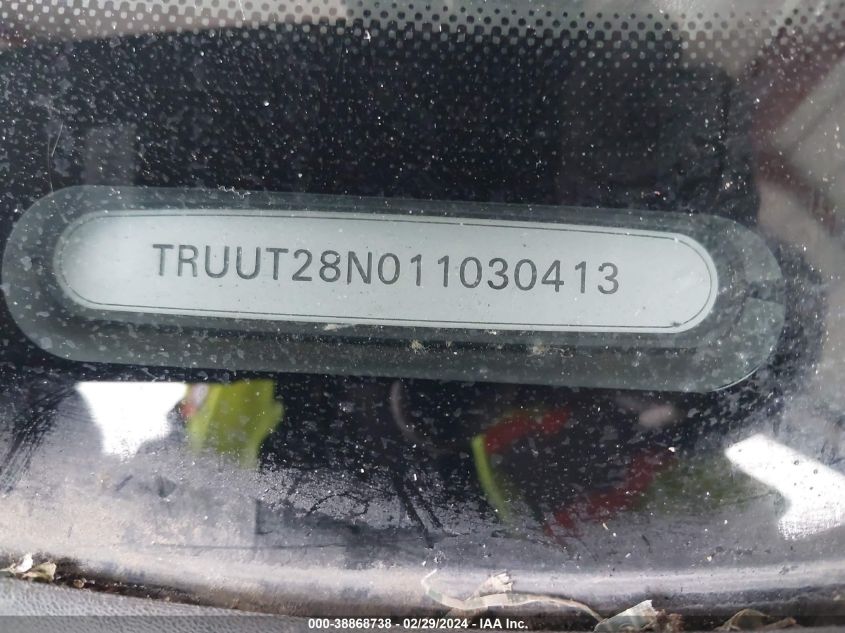 TRUUT28N011030413
000-38868738 - 02/29/2024 - IAA Inc.